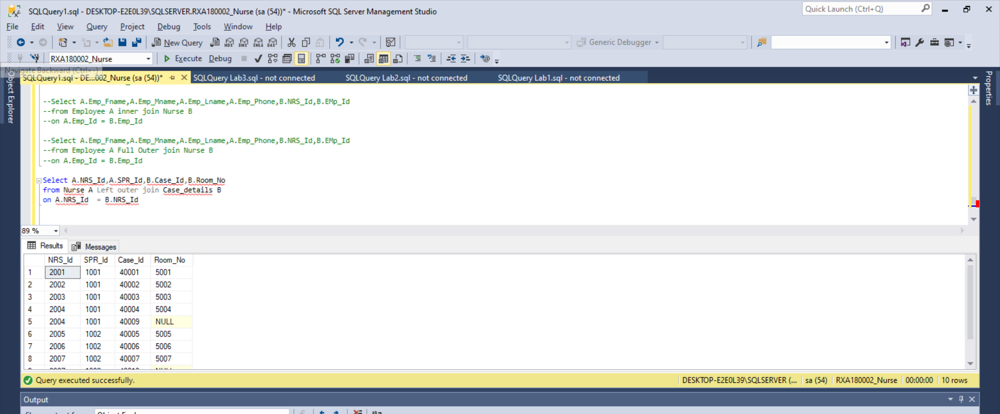 SQLQuery1.sql - DESKTOP-E2E0L39\SQLSERVER.RXA180002_Nurse (sa (54))* - Microsoft SQL Server Management Studio
Quick Launch (Ctrl+Q)
File Edit View Query Project Debug Tools Window Help
New Query MDX DMX XMLA DAX Generic Debugger
RXA180002_Nurse Execute Debug
Navigate Backward (Ctrl+-)
SQLQuery1.sql - DE...002_Nurse (sa (54))* SQLQuery Lab3.sql - not connected SQLQuery Lab2.sql - not connected SQLQuery Lab1.sql - not connected
Object Explorer
Properties
--Select A.Emp_Fname,A.Emp_Mname,A.Emp_Lname,A.Emp_Phone,B.NRS_Id,B.EMp_Id
--from Employee A inner join Nurse B
--on A.Emp_Id = B.Emp_Id
--Select A.Emp_Fname,A.Emp_Mname,A.Emp_Lname,A.Emp_Phone,B.NRS_Id,B.EMp_Id
--from Employee A Full Outer join Nurse B
--on A.Emp_Id = B.Emp_Id
Select A.NRS_Id,A.SPR_Id,B.Case_Id,B.Room_No
from Nurse A Left outer join Case_details B
on A.NRS_Id = B.NRS_Id
89 %
Results Messages
NRS_Id SPR_Id Case_Id Room_No
1 2001 1001 40001 5001
2 2002 1001 40002 5002
3 2003 1001 40003 5003
4 2004 1001 40004 5004
5 2004 1001 40009 NULL
6 2005 1002 40005 5005
7 2006 1002 40006 5006
8 2007 1002 40007 5007
Query executed successfully. DESKTOP-E2E0L39\SQLSERVER (... sa (54) RXA180002_Nurse 00:00:00 10 rows
Output